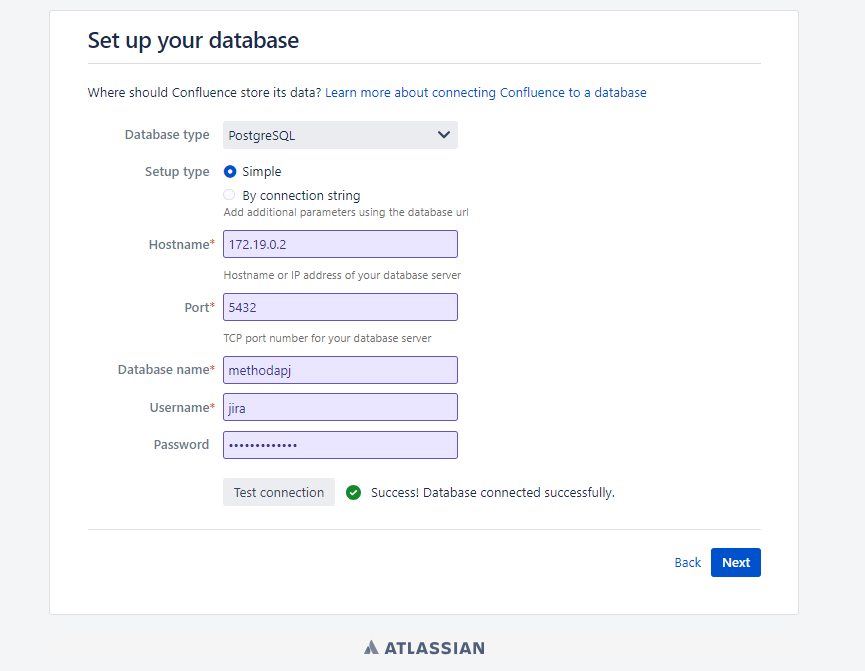 Set up your database
Where should Confluence store its data? Learn more about connecting Confluence to a database
Database type PostgreSQL
Setup type Simple
By connection string
Add additional parameters using the database url
Hostname* 172.19.0.2
Hostname or IP address of your database server
Port* 5432
TCP port number for your database server
Database name* methodapj
Username* jira
Password •••••••••••••
Test connection Success! Database connected successfully.
Back Next
ATLASSIAN